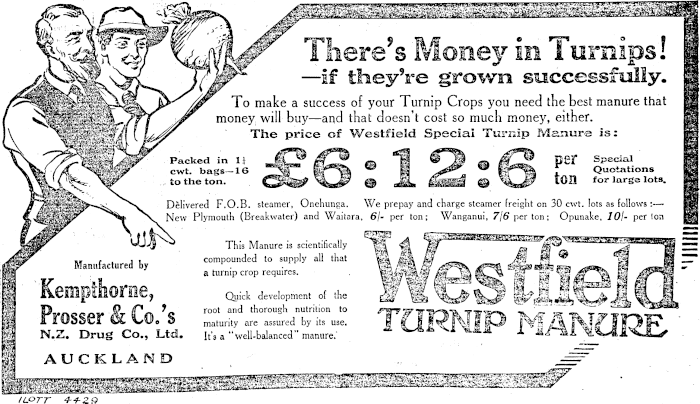 There's Money in Turnips!
—if they're grown successfully.
To make a success of your Turnip Crops you need the best manure that
money will buy—and that doesn't cost so much money, either.
The price of Westfield Special Turnip Manure is:
Packed in 1¼
cwt. bags—16
to the ton.
£6:12:6
per
ton
Special
Quotations
for large lots.
Delivered F.O.B. steamer, Onehunga. We prepay and charge steamer freight on 30 cwt. lots as follows:—
New Plymouth (Breakwater) and Waitara, 6/- per ton; Wanganui, 7/6 per ton; Opunake, 10/- per ton
Manufactured by
Kempthorne,
Prosser & Co.'s
N.Z. Drug Co., Ltd.
AUCKLAND
This Manure is scientifically
compounded to supply all that
a turnip crop requires.
Quick development of the
root and thorough nutrition to
maturity are assured by its use.
It's a "well-balanced" manure.
Westfield
TURNIP MANURE
ILOTT 4429